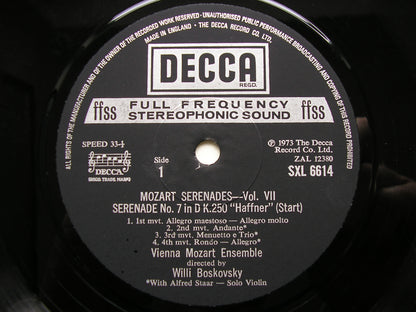 ALL RIGHTS OF THE MANUFACTURER AND OF THE OWNER OF THE RECORDED WORK RESERVED · UNAUTHORISED PUBLIC PERFORMANCE BROADCASTING AND COPYING OF THIS RECORD PROHIBITED
MADE IN ENGLAND · THE DECCA RECORD CO. LTD.
DECCA
REGD.
ffss FULL FREQUENCY ffss
STEREOPHONIC SOUND
SPEED 33⅓
DECCA
Side
1
℗ 1973 The Decca
Record Co. Ltd.
ZAL 12380
SXL 6614
MOZART SERENADES—Vol. VII
SERENADE No. 7 in D K.250 "Haffner" (Start)
1. 1st mvt. Allegro maestoso — Allegro molto
2. 2nd mvt. Andante*
3. 3rd mvt. Menuetto e Trio*
4. 4th mvt. Rondo — Allegro*
Vienna Mozart Ensemble
directed by
Willi Boskovsky
*With Alfred Staar — Solo Violin